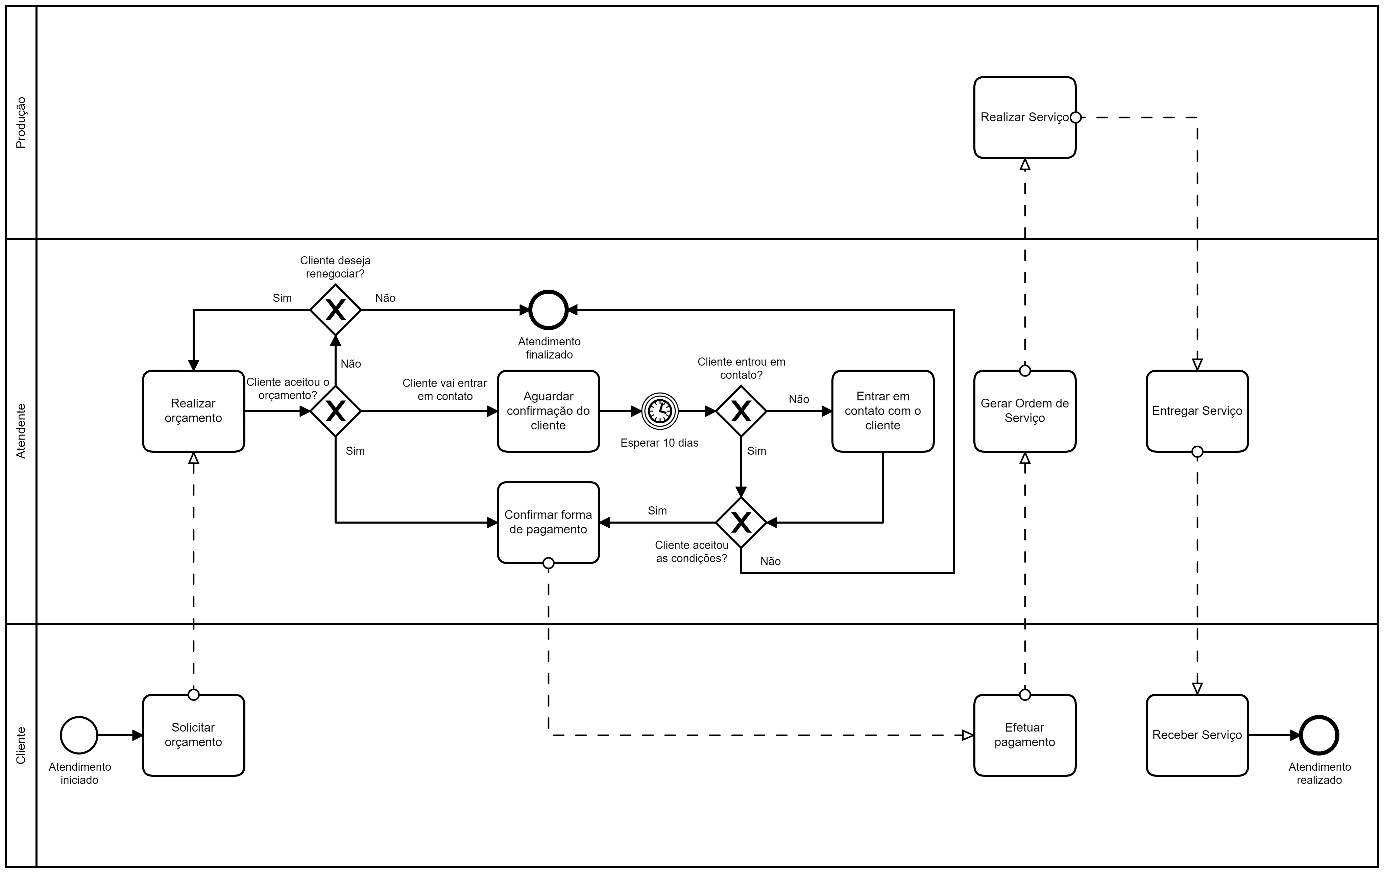 Produção
Realizar Serviço
Atendente
Cliente deseja
renegociar?
Sim
Não
Atendimento
finalizado
Não
Realizar
orçamento
Cliente aceitou o
orçamento?
Cliente vai entrar
em contato
Aguardar
confirmação do
cliente
Esperar 10 dias
Cliente entrou em
contato?
Não
Entrar em
contato com o
cliente
Gerar Ordem de
Serviço
Entregar Serviço
Sim
Sim
Confirmar forma
de pagamento
Sim
Cliente aceitou
as condições?
Não
Cliente
Atendimento
iniciado
Solicitar
orçamento
Efetuar
pagamento
Receber Serviço
Atendimento
realizado